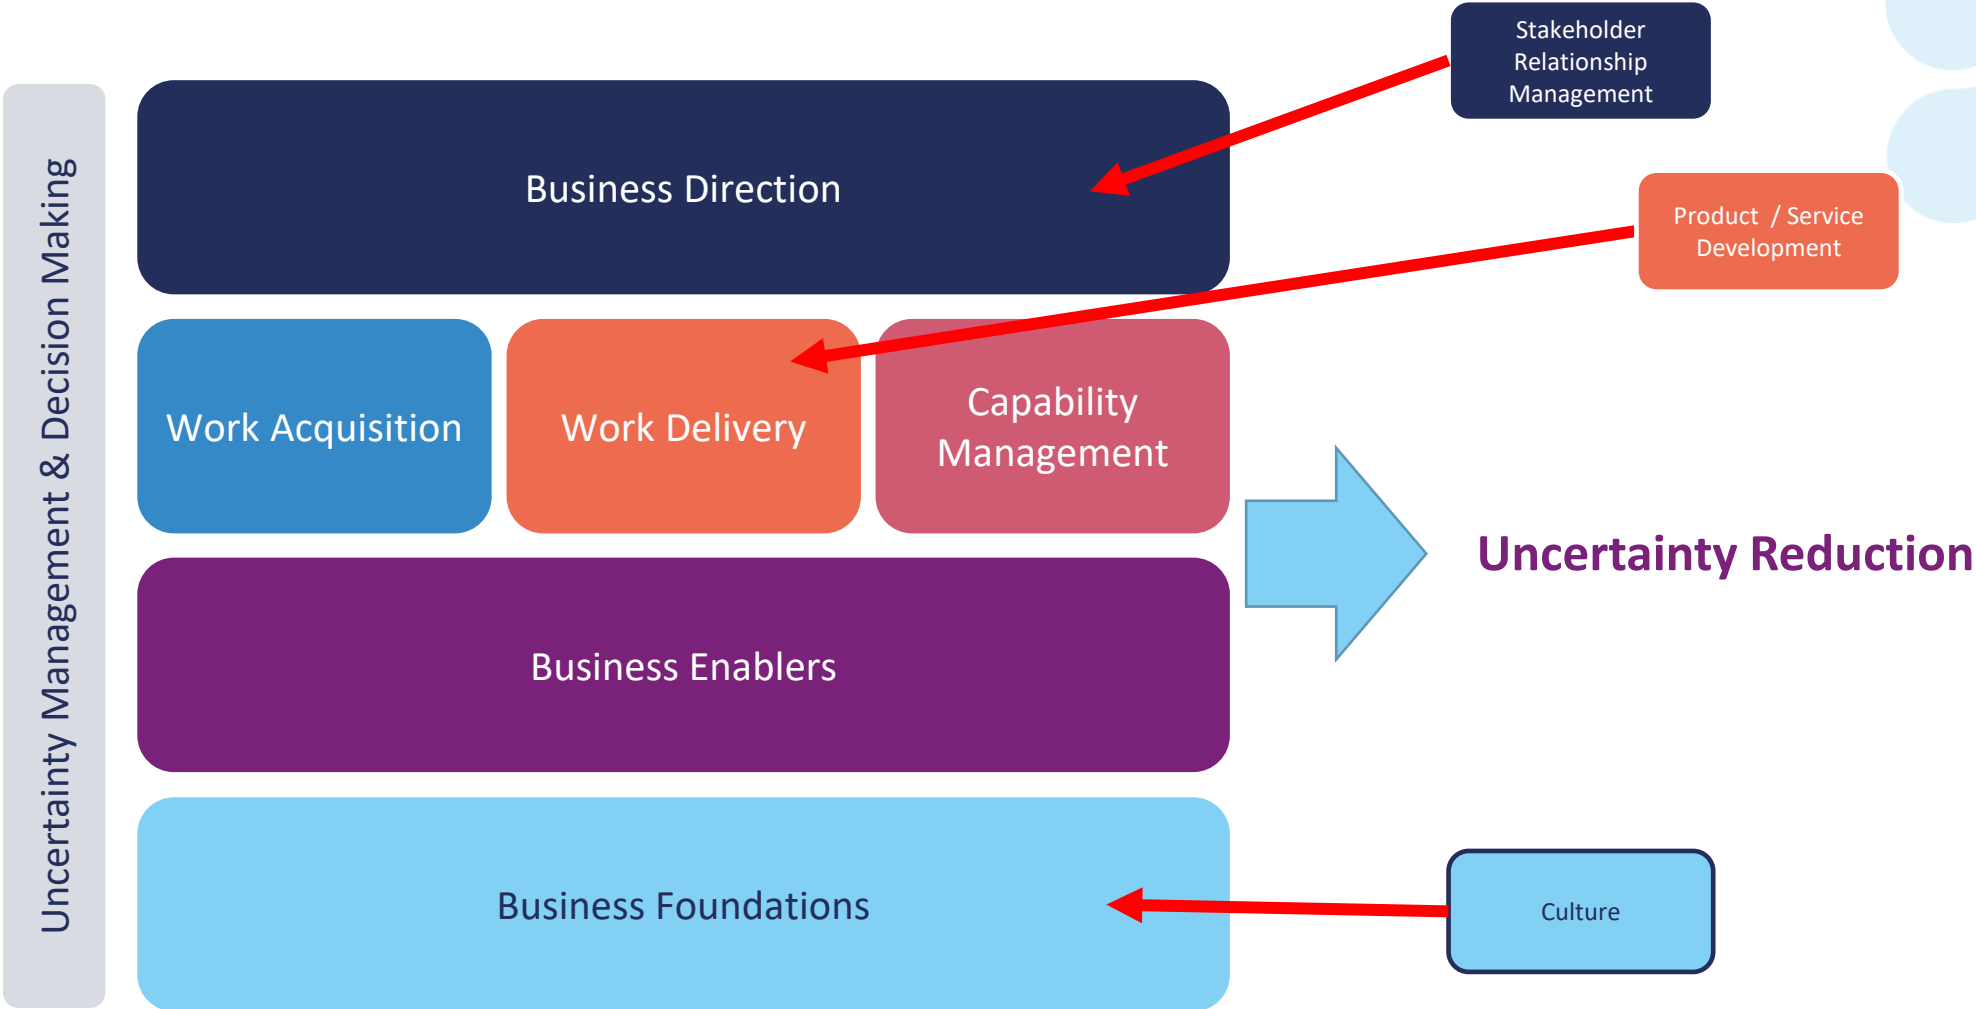 Stakeholder
Relationship
Management
Uncertainty Management & Decision Making
Business Direction
Product / Service
Development
Work Acquisition
Work Delivery
Capability
Management
Uncertainty Reduction
Business Enablers
Business Foundations
Culture